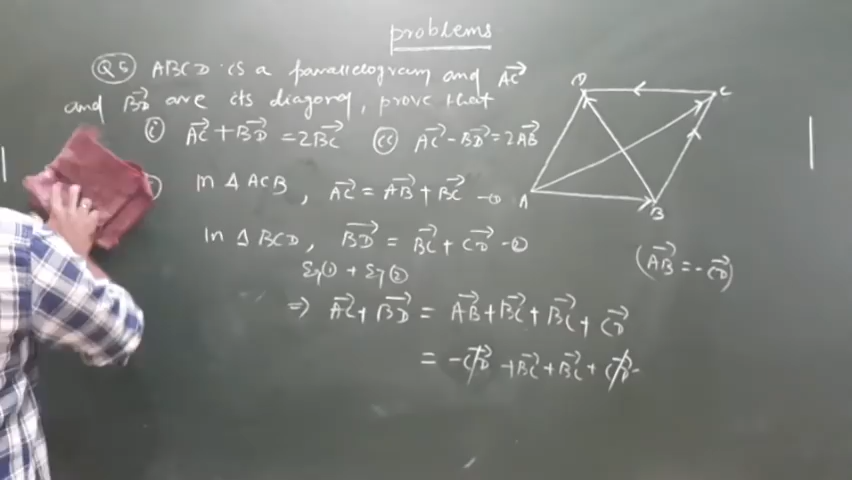 problems
Q5 ABCD is a parallelogram and AC→
and BD→ are its diagonal, prove that
(i) AC→ + BD→ = 2BC→ (ii) AC→ - BD→ = 2AB→
In Δ ACB, AC→ = AB→ + BC→ -①
In Δ BCD, BD→ = BC→ + CD→ -②
Eq① + Eq②
⇒ AC→ + BD→ = AB→ + BC→ + BC→ + CD→
= -CD→ + BC→ + BC→ + CD→
D
C
A
B
(AB→ = -CD→)